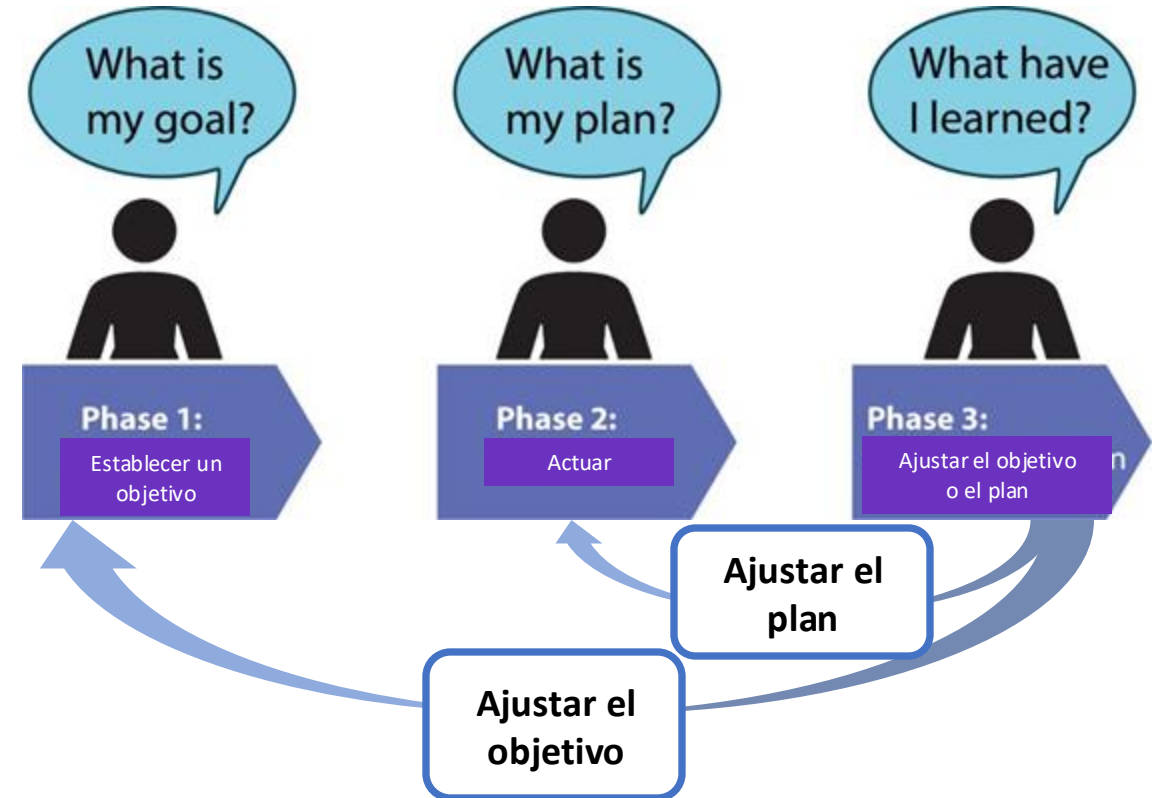 What is
my goal?
What is
my plan?
What have
I learned?
Phase 1:
Establecer un
objetivo
Phase 2:
Actuar
Phase 3:
Ajustar el objetivo
o el plan
n
Ajustar el
plan
Ajustar el
objetivo